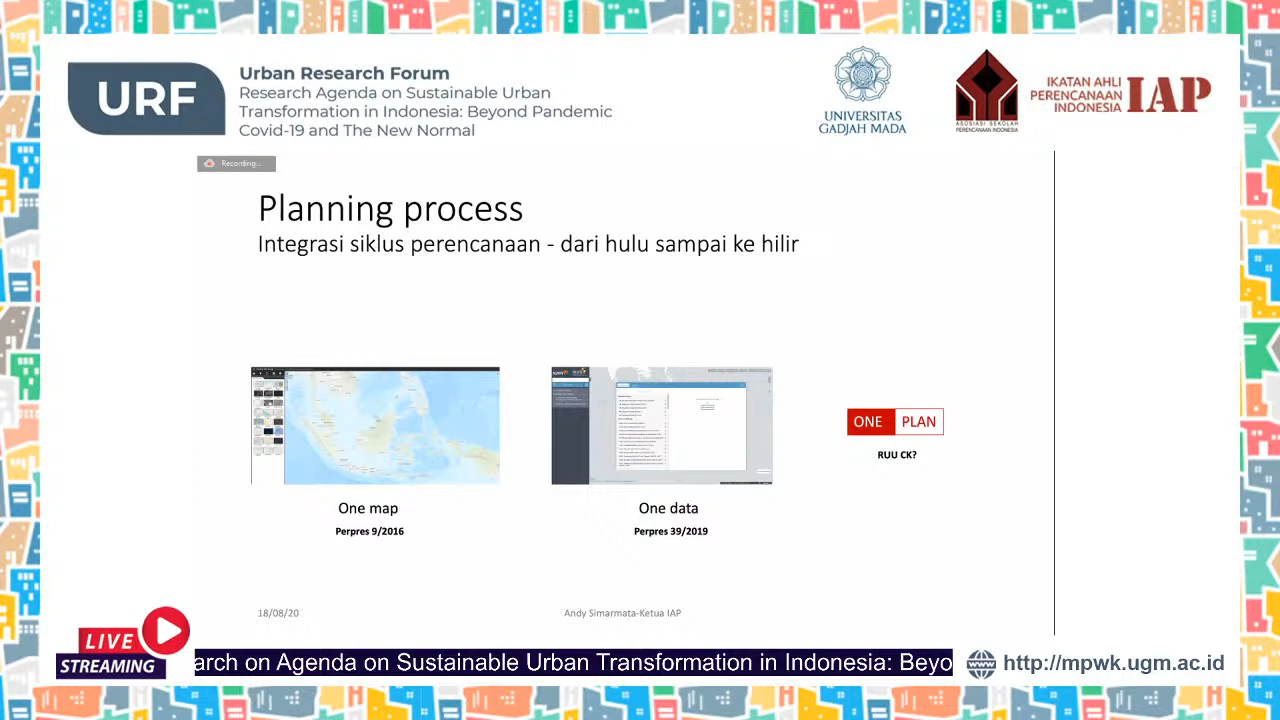 URF
Urban Research Forum
Research Agenda on Sustainable Urban
Transformation in Indonesia: Beyond Pandemic
Covid-19 and The New Normal
UNIVERSITAS
GADJAH MADA
ASOSIASI SEKOLAH
PERENCANAAN INDONESIA
IKATAN AHLI
PERENCANAAN
INDONESIA
IAP
Recording...
Planning process
Integrasi siklus perencanaan - dari hulu sampai ke hilir
ONE PLAN
RUU CK?
One map
Perpres 9/2016
One data
Perpres 39/2019
18/08/20
Andy Simarmata-Ketua IAP
LIVE
STREAMING
arch on Agenda on Sustainable Urban Transformation in Indonesia: Beyo
http://mpwk.ugm.ac.id